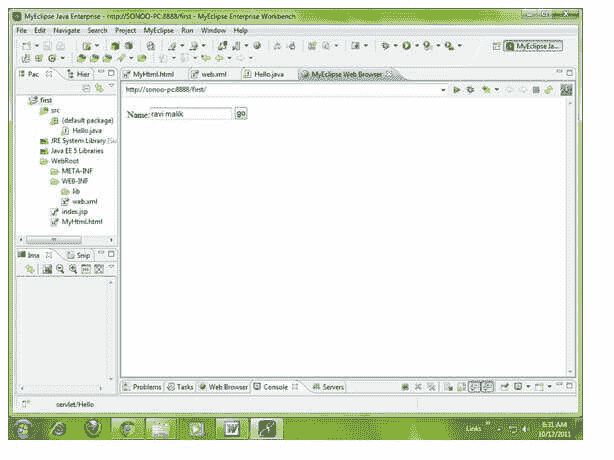 MyEclipse Java Enterprise - http://SONOO-PC:8888/first - MyEclipse Enterprise Workbench
File Edit Navigate Search Project MyEclipse Run Window Help
MyEclipse Ja...
Pac Hier
MyHtml.html web.xml Hello.java MyEclipse Web Browser
http://sonoo-pc:8888/first/
Name: ravi malik go
first
src
(default package)
Hello.java
JRE System Library [Su
Java EE 5 Libraries
WebRoot
META-INF
WEB-INF
lib
web.xml
index.jsp
MyHtml.html
Ima Snip
Problems Tasks Web Browser Console Servers
servlet/Hello
Links
6:31 AM
10/17/2011